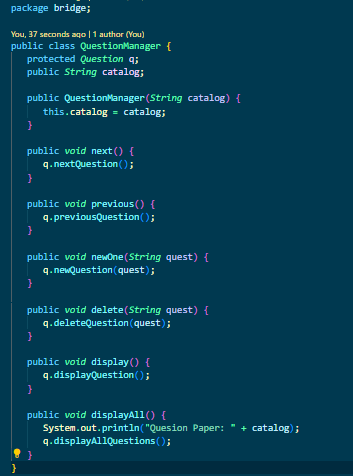 package bridge;
You, 37 seconds ago | 1 author (You)
public class QuestionManager {
protected Question q;
public String catalog;
public QuestionManager(String catalog) {
this.catalog = catalog;
}
public void next() {
q.nextQuestion();
}
public void previous() {
q.previousQuestion();
}
public void newOne(String quest) {
q.newQuestion(quest);
}
public void delete(String quest) {
q.deleteQuestion(quest);
}
public void display() {
q.displayQuestion();
}
public void displayAll() {
System.out.println("Quesion Paper: " + catalog);
q.displayAllQuestions();
}
}